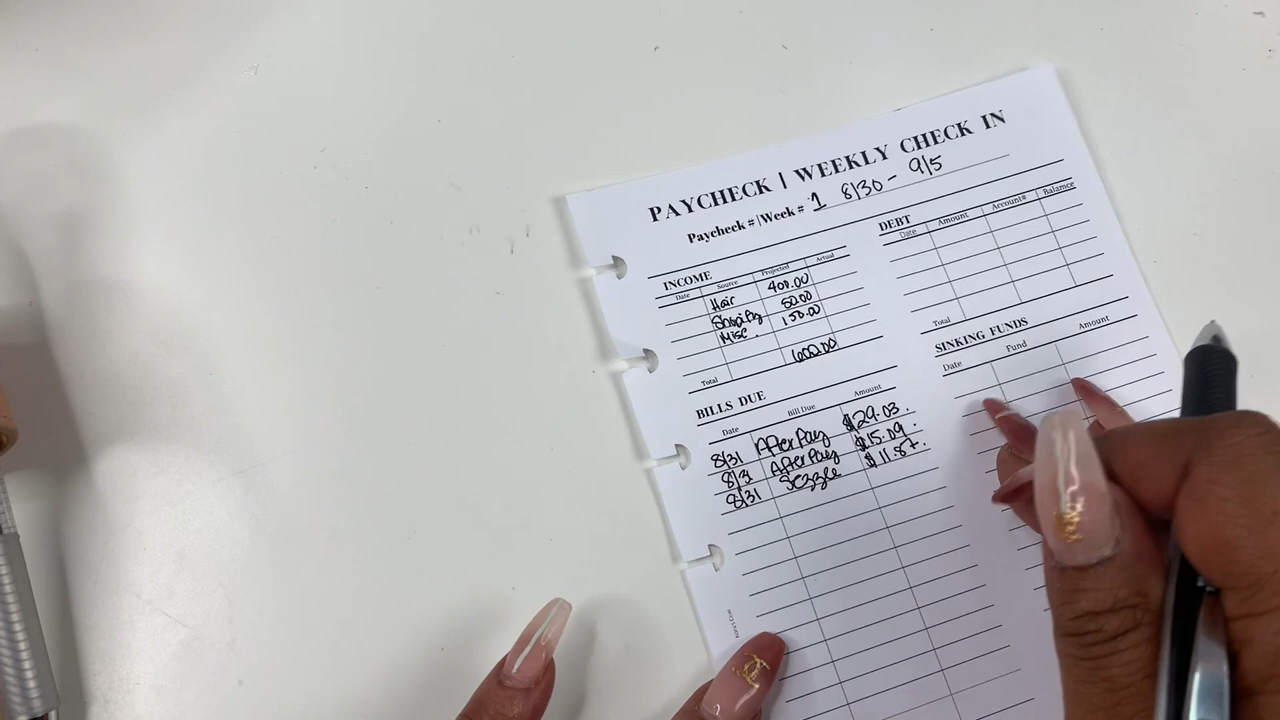 PAYCHECK | WEEKLY CHECK IN
Paycheck #|Week # 1 8/30 - 9/5
INCOME
Date Source Projected Actual
Hair 400.00
Shopify 50.00
Misc. 150.00
600.00
Total
BILLS DUE
Date Bill Due Amount
8/31 AfterPay $29.03
8/31 AfterPay $15.09
8/31 Sezzle $11.87
DEBT
Date Amount Account# Balance
Total
SINKING FUNDS
Date Fund Amount